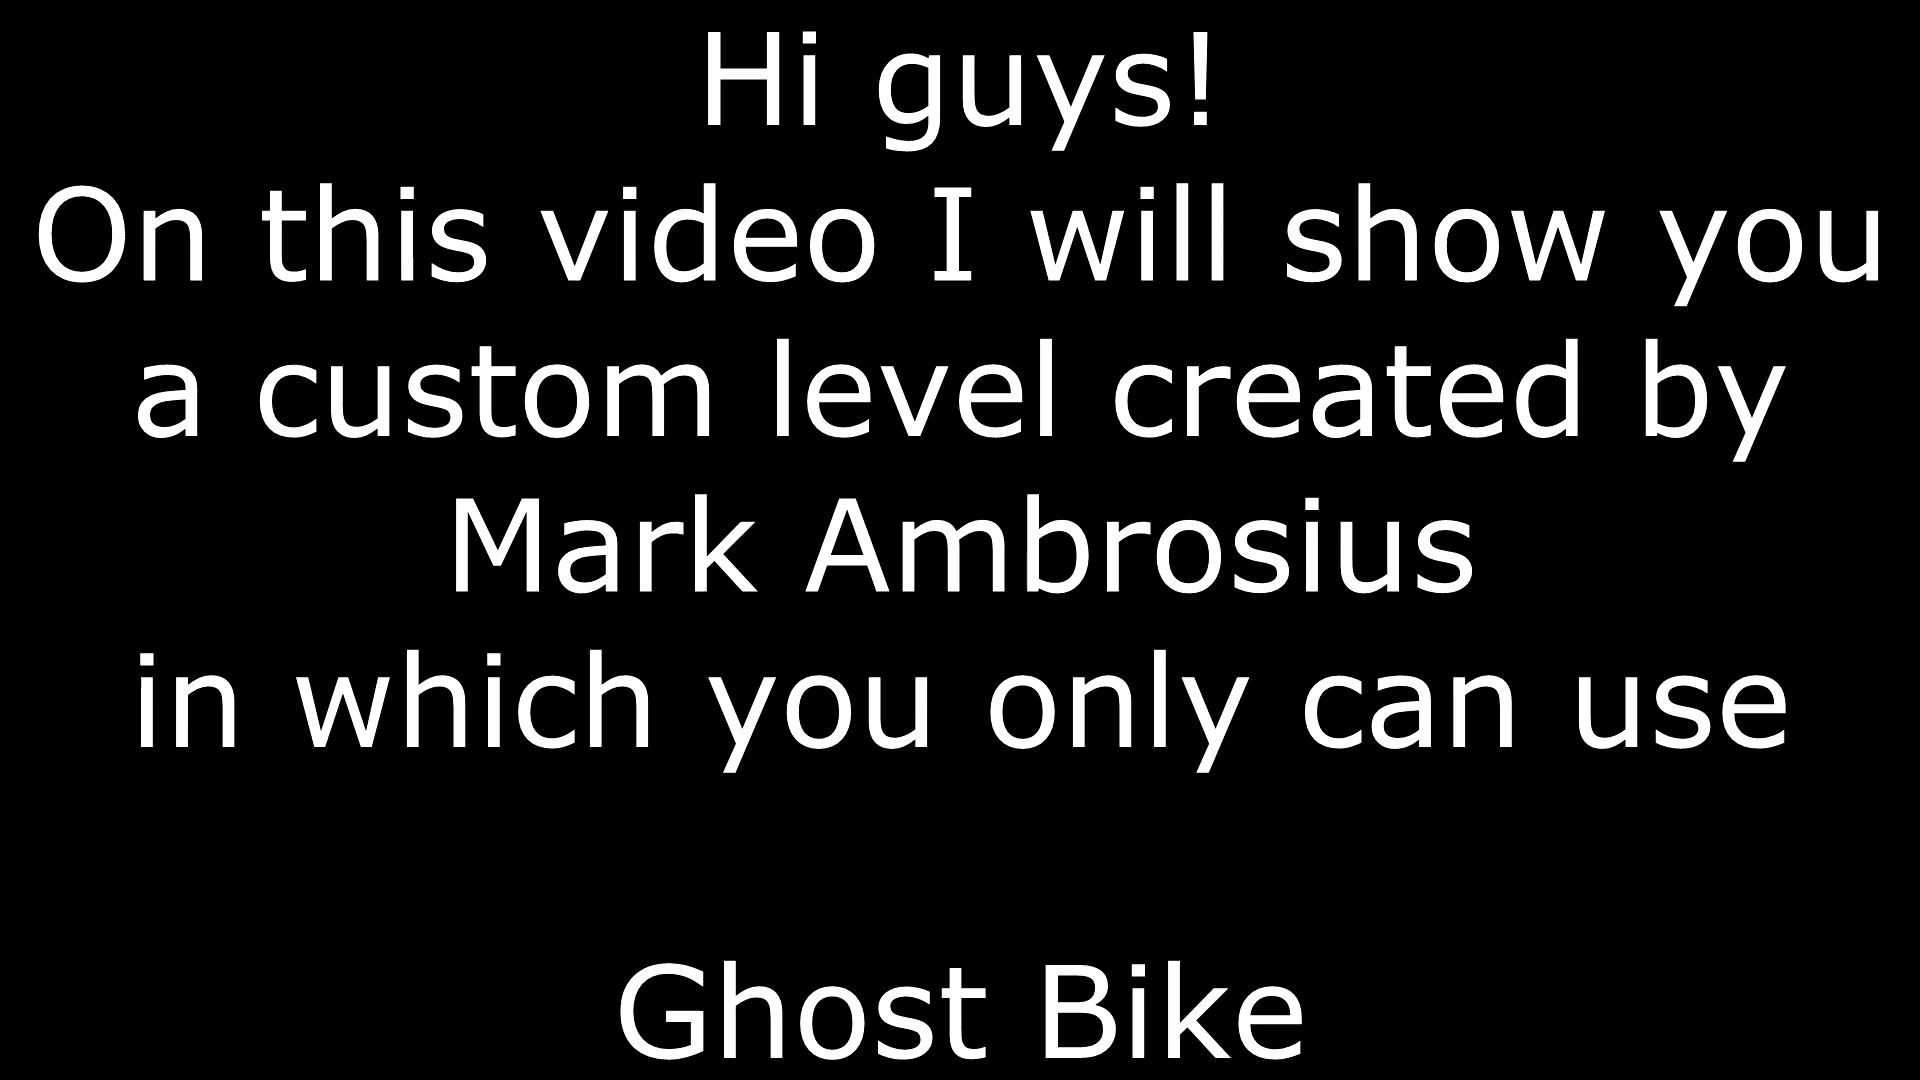 Hi guys!
On this video I will show you
a custom level created by
Mark Ambrosius
in which you only can use
Ghost Bike